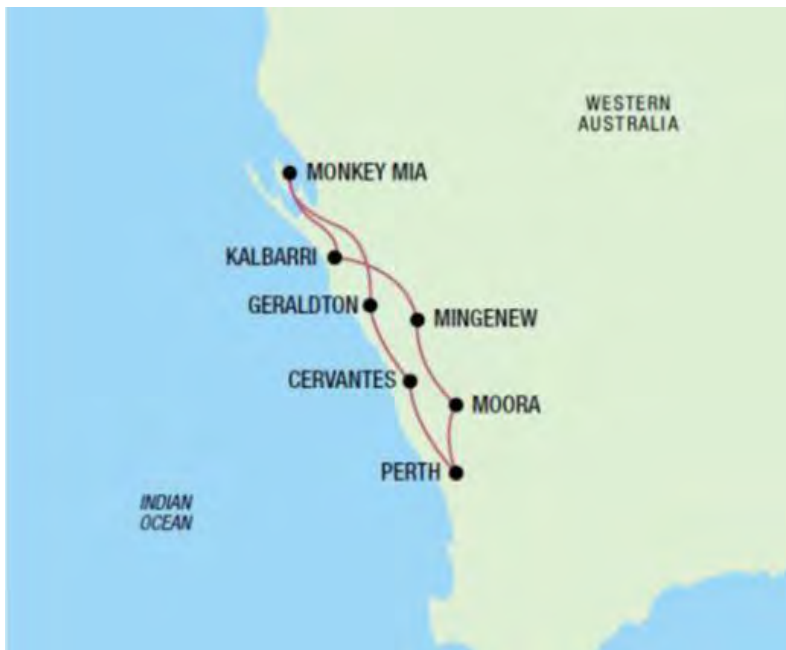 WESTERN
AUSTRALIA
MONKEY MIA
KALBARRI
GERALDTON
MINGENEW
CERVANTES
MOORA
PERTH
INDIAN
OCEAN